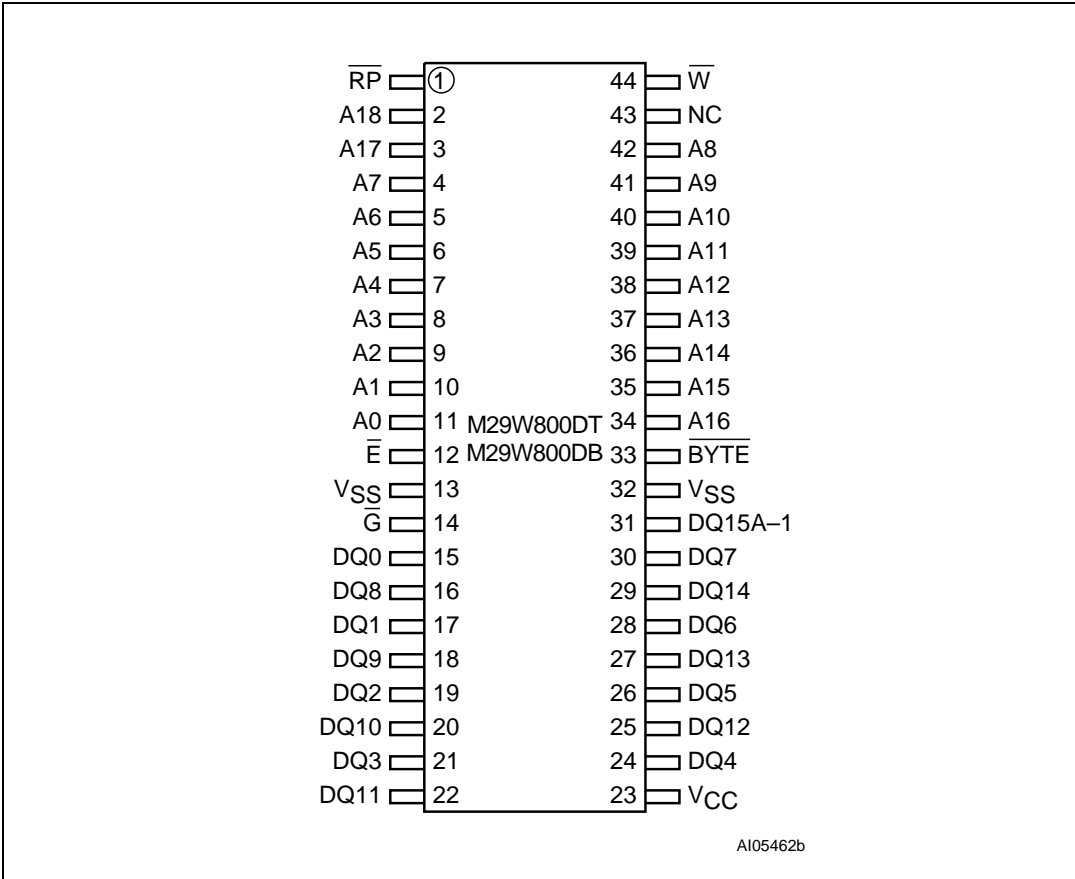 RP 1 44 W
A18 2 43 NC
A17 3 42 A8
A7 4 41 A9
A6 5 40 A10
A5 6 39 A11
A4 7 38 A12
A3 8 37 A13
A2 9 36 A14
A1 10 35 A15
A0 11 M29W800DT 34 A16
E 12 M29W800DB 33 BYTE
VSS 13 32 VSS
G 14 31 DQ15A–1
DQ0 15 30 DQ7
DQ8 16 29 DQ14
DQ1 17 28 DQ6
DQ9 18 27 DQ13
DQ2 19 26 DQ5
DQ10 20 25 DQ12
DQ3 21 24 DQ4
DQ11 22 23 VCC
AI05462b